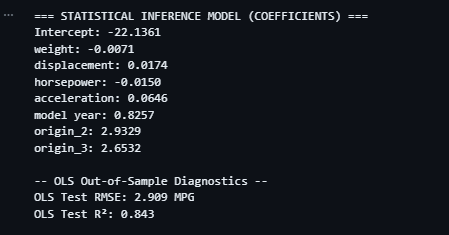 === STATISTICAL INFERENCE MODEL (COEFFICIENTS) ===
Intercept: -22.1361
weight: -0.0071
displacement: 0.0174
horsepower: -0.0150
acceleration: 0.0646
model year: 0.8257
origin_2: 2.9329
origin_3: 2.6532
-- OLS Out-of-Sample Diagnostics --
OLS Test RMSE: 2.909 MPG
OLS Test R²: 0.843